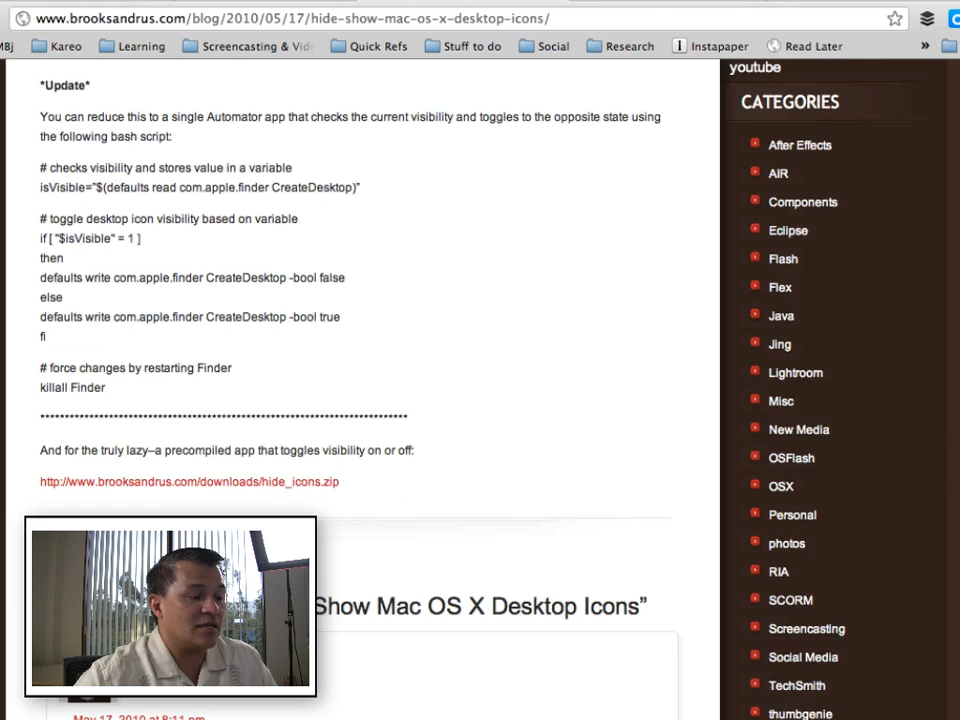 www.brooksandrus.com/blog/2010/05/17/hide-show-mac-os-x-desktop-icons/
Kareo
Learning
Screencasting & Vid
Quick Refs
Stuff to do
Social
Research
Instapaper
Read Later
»
*Update*
You can reduce this to a single Automator app that checks the current visibility and toggles to the opposite state using
the following bash script:
# checks visibility and stores value in a variable
isVisible="$(defaults read com.apple.finder CreateDesktop)"
# toggle desktop icon visibility based on variable
if [ "$isVisible" = 1 ]
then
defaults write com.apple.finder CreateDesktop -bool false
else
defaults write com.apple.finder CreateDesktop -bool true
fi
# force changes by restarting Finder
killall Finder
***************************************************************************
And for the truly lazy–a precompiled app that toggles visibility on or off:
http://www.brooksandrus.com/downloads/hide_icons.zip
Show Mac OS X Desktop Icons”
May 17, 2010 at 8:11 pm
youtube
CATEGORIES
After Effects
AIR
Components
Eclipse
Flash
Flex
Java
Jing
Lightroom
Misc
New Media
OSFlash
OSX
Personal
photos
RIA
SCORM
Screencasting
Social Media
TechSmith
thumbgenie